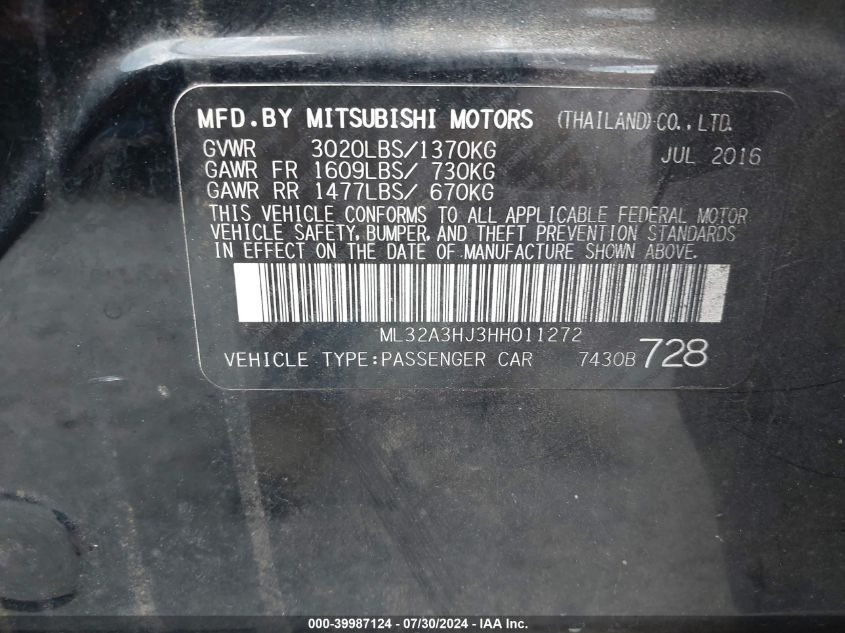 MFD.BY MITSUBISHI MOTORS (THAILAND) CO.,LTD.
GVWR 3020LBS/1370KG JUL 2016
GAWR FR 1609LBS/ 730KG
GAWR RR 1477LBS/ 670KG
THIS VEHICLE CONFORMS TO ALL APPLICABLE FEDERAL MOTOR
VEHICLE SAFETY, BUMPER, AND THEFT PREVENTION STANDARDS
IN EFFECT ON THE DATE OF MANUFACTURE SHOWN ABOVE.
ML32A3HJ3HH011272
VEHICLE TYPE:PASSENGER CAR 7430B 728
000-39987124 - 07/30/2024 - IAA, Inc.